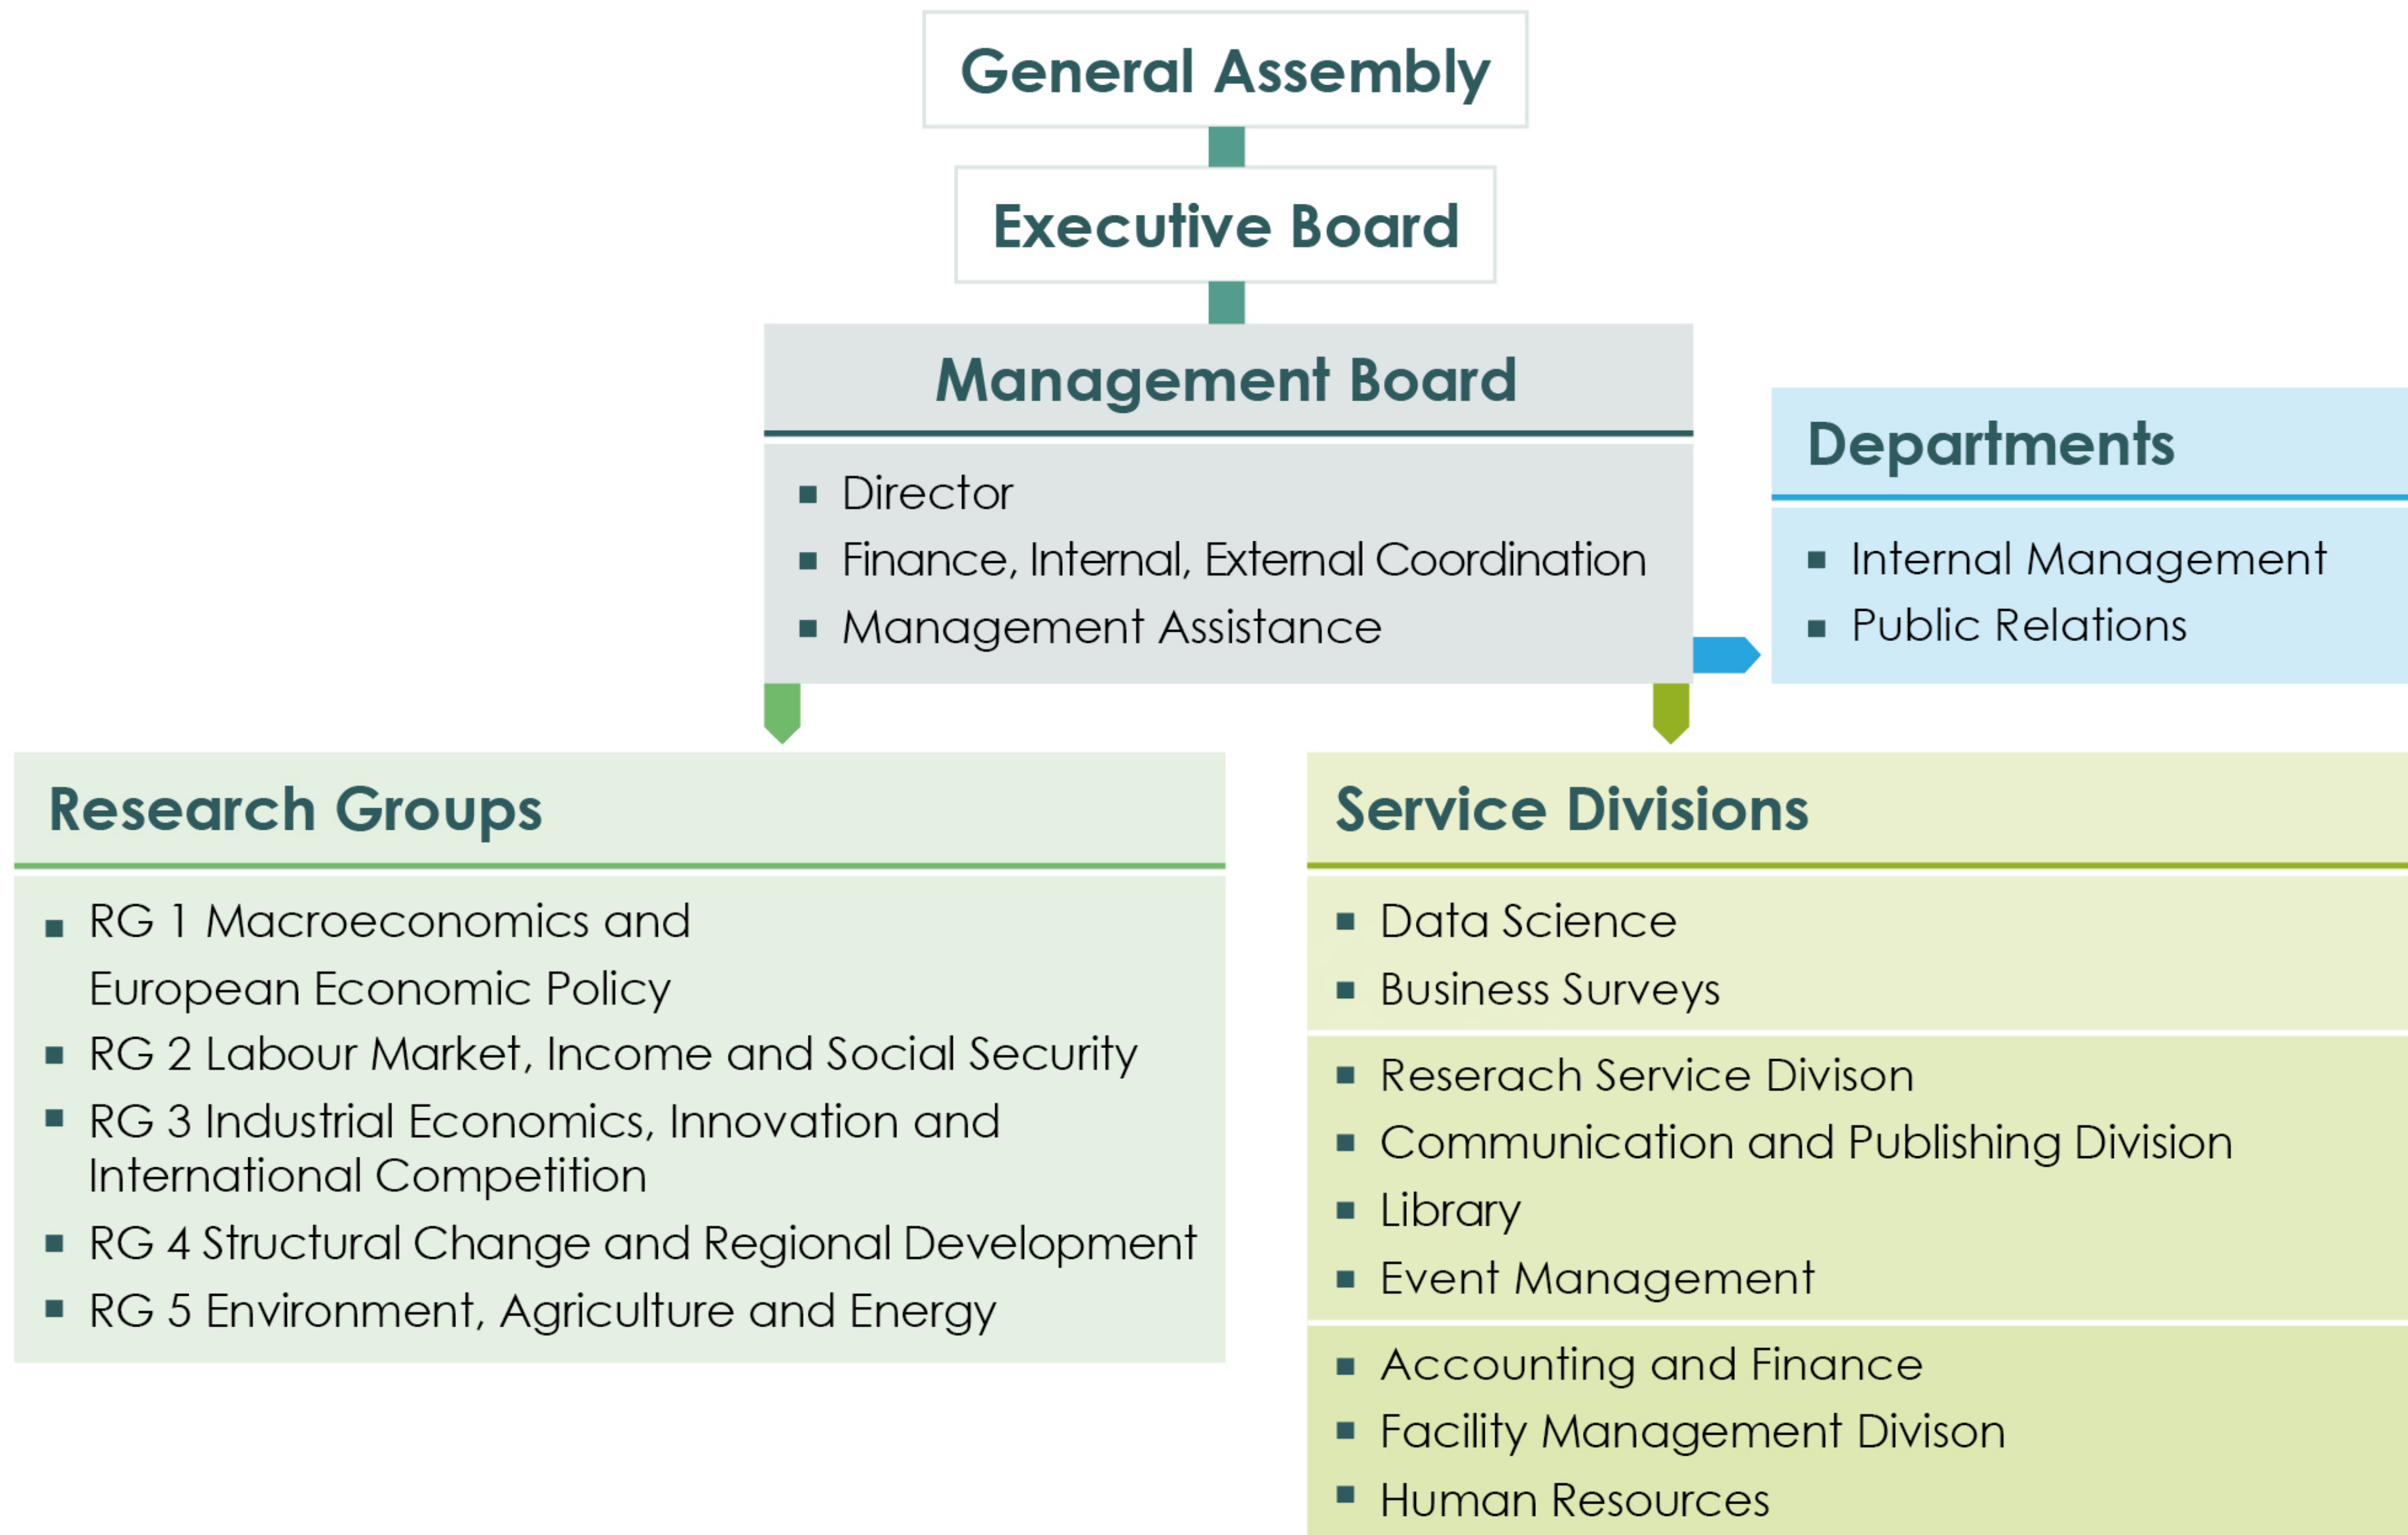 General Assembly
Executive Board
Management Board
■ Director
■ Finance, Internal, External Coordination
■ Management Assistance
Departments
■ Internal Management
■ Public Relations
Research Groups
■ RG 1 Macroeconomics and
European Economic Policy
■ RG 2 Labour Market, Income and Social Security
■ RG 3 Industrial Economics, Innovation and
International Competition
■ RG 4 Structural Change and Regional Development
■ RG 5 Environment, Agriculture and Energy
Service Divisions
■ Data Science
■ Business Surveys
■ Reserach Service Divison
■ Communication and Publishing Division
■ Library
■ Event Management
■ Accounting and Finance
■ Facility Management Divison
■ Human Resources